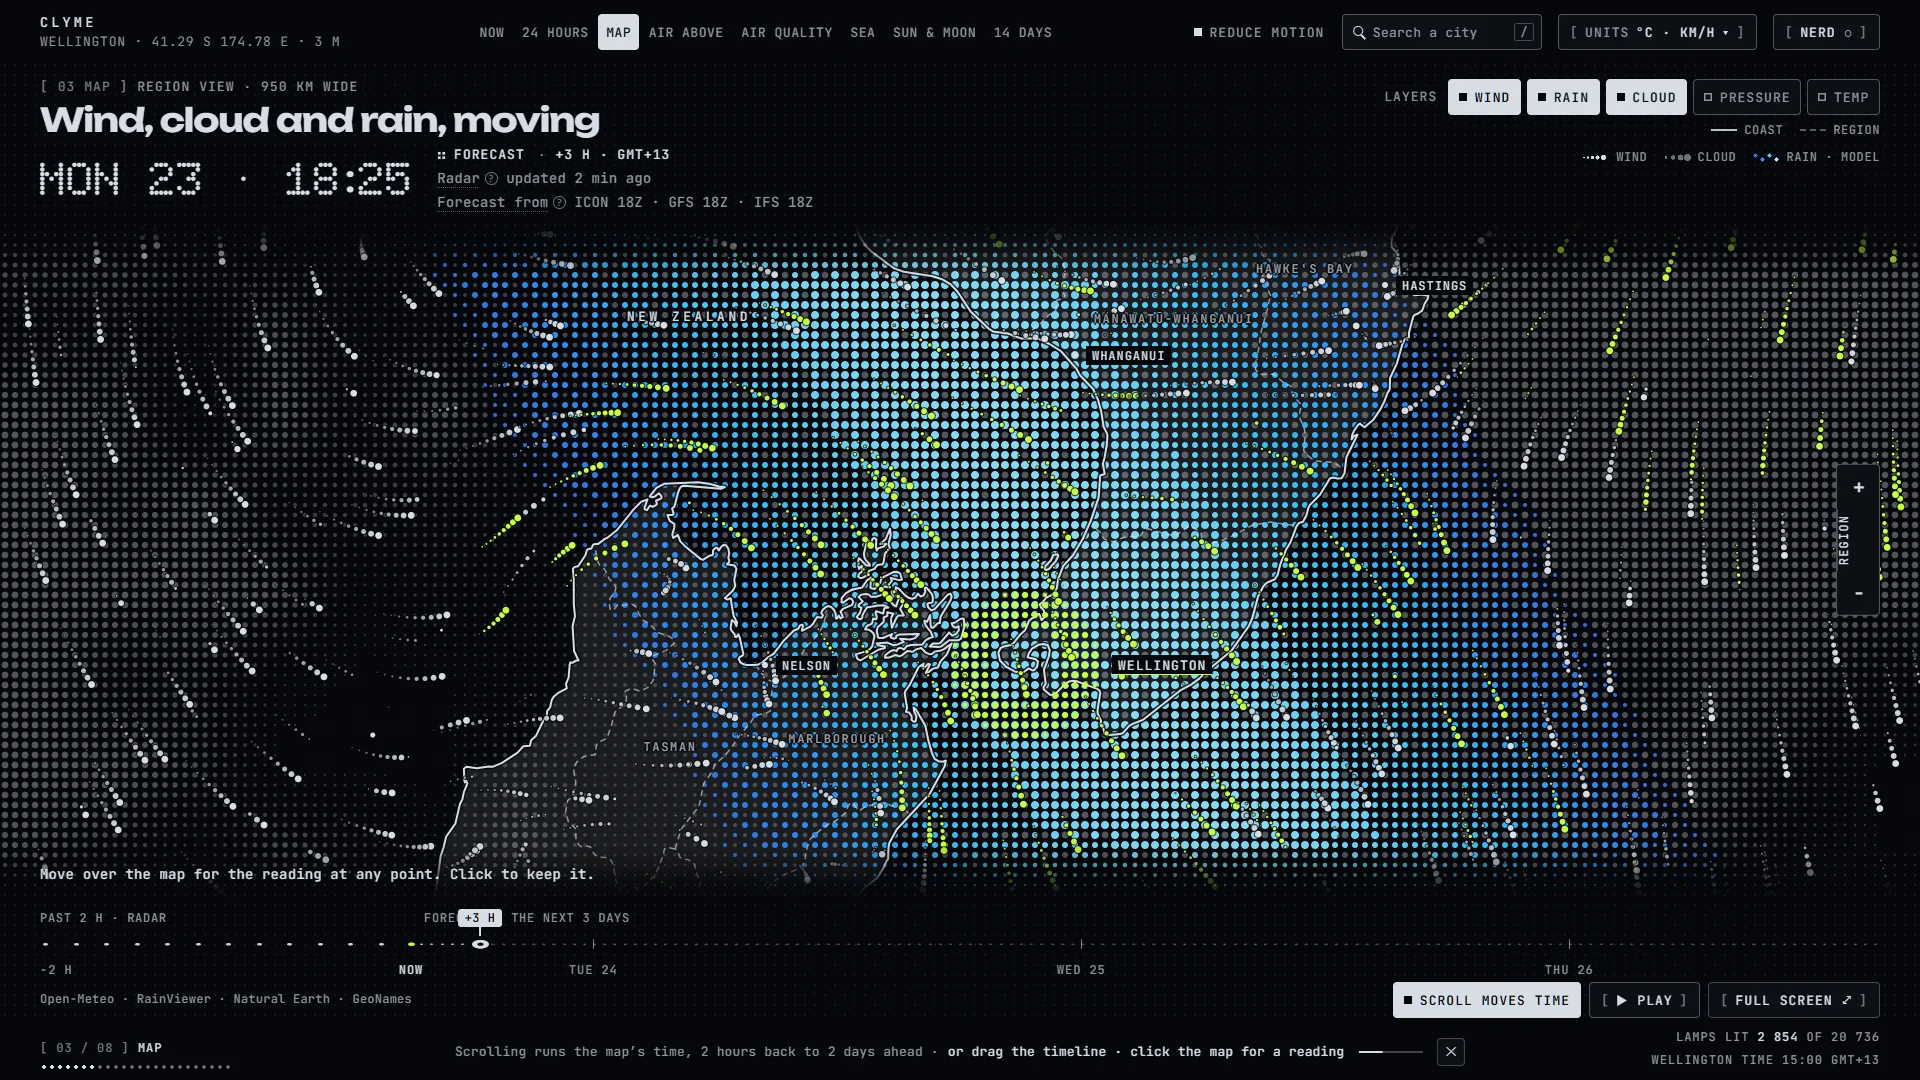 CLYME
WELLINGTON · 41.29 S 174.78 E · 3 M
NOW 24 HOURS MAP AIR ABOVE AIR QUALITY SEA SUN & MOON 14 DAYS
REDUCE MOTION
Search a city /
[ UNITS °C · KM/H ▾ ]
[ NERD ○ ]
[ 03 MAP ] REGION VIEW · 950 KM WIDE
Wind, cloud and rain, moving
MON 23 · 18:25
FORECAST · +3 H · GMT+13
Radar ? updated 2 min ago
Forecast from ? ICON 18Z · GFS 18Z · IFS 18Z
LAYERS WIND RAIN CLOUD PRESSURE TEMP
COAST REGION
WIND CLOUD RAIN · MODEL
HAWKE'S BAY
HASTINGS
NEW ZEALAND
MANAWATŪ-WHANGANUI
WHANGANUI
+
REGION
-
NELSON
WELLINGTON
TASMAN
MARLBOROUGH
Move over the map for the reading at any point. Click to keep it.
PAST 2 H · RADAR
FORE +3 H THE NEXT 3 DAYS
-2 H NOW TUE 24 WED 25 THU 26
Open-Meteo · RainViewer · Natural Earth · GeoNames
SCROLL MOVES TIME
[ ▶ PLAY ]
[ FULL SCREEN ⤢ ]
[ 03 / 08 ] MAP
Scrolling runs the map’s time, 2 hours back to 2 days ahead · or drag the timeline · click the map for a reading
LAMPS LIT 2 854 OF 20 736
WELLINGTON TIME 15:00 GMT+13